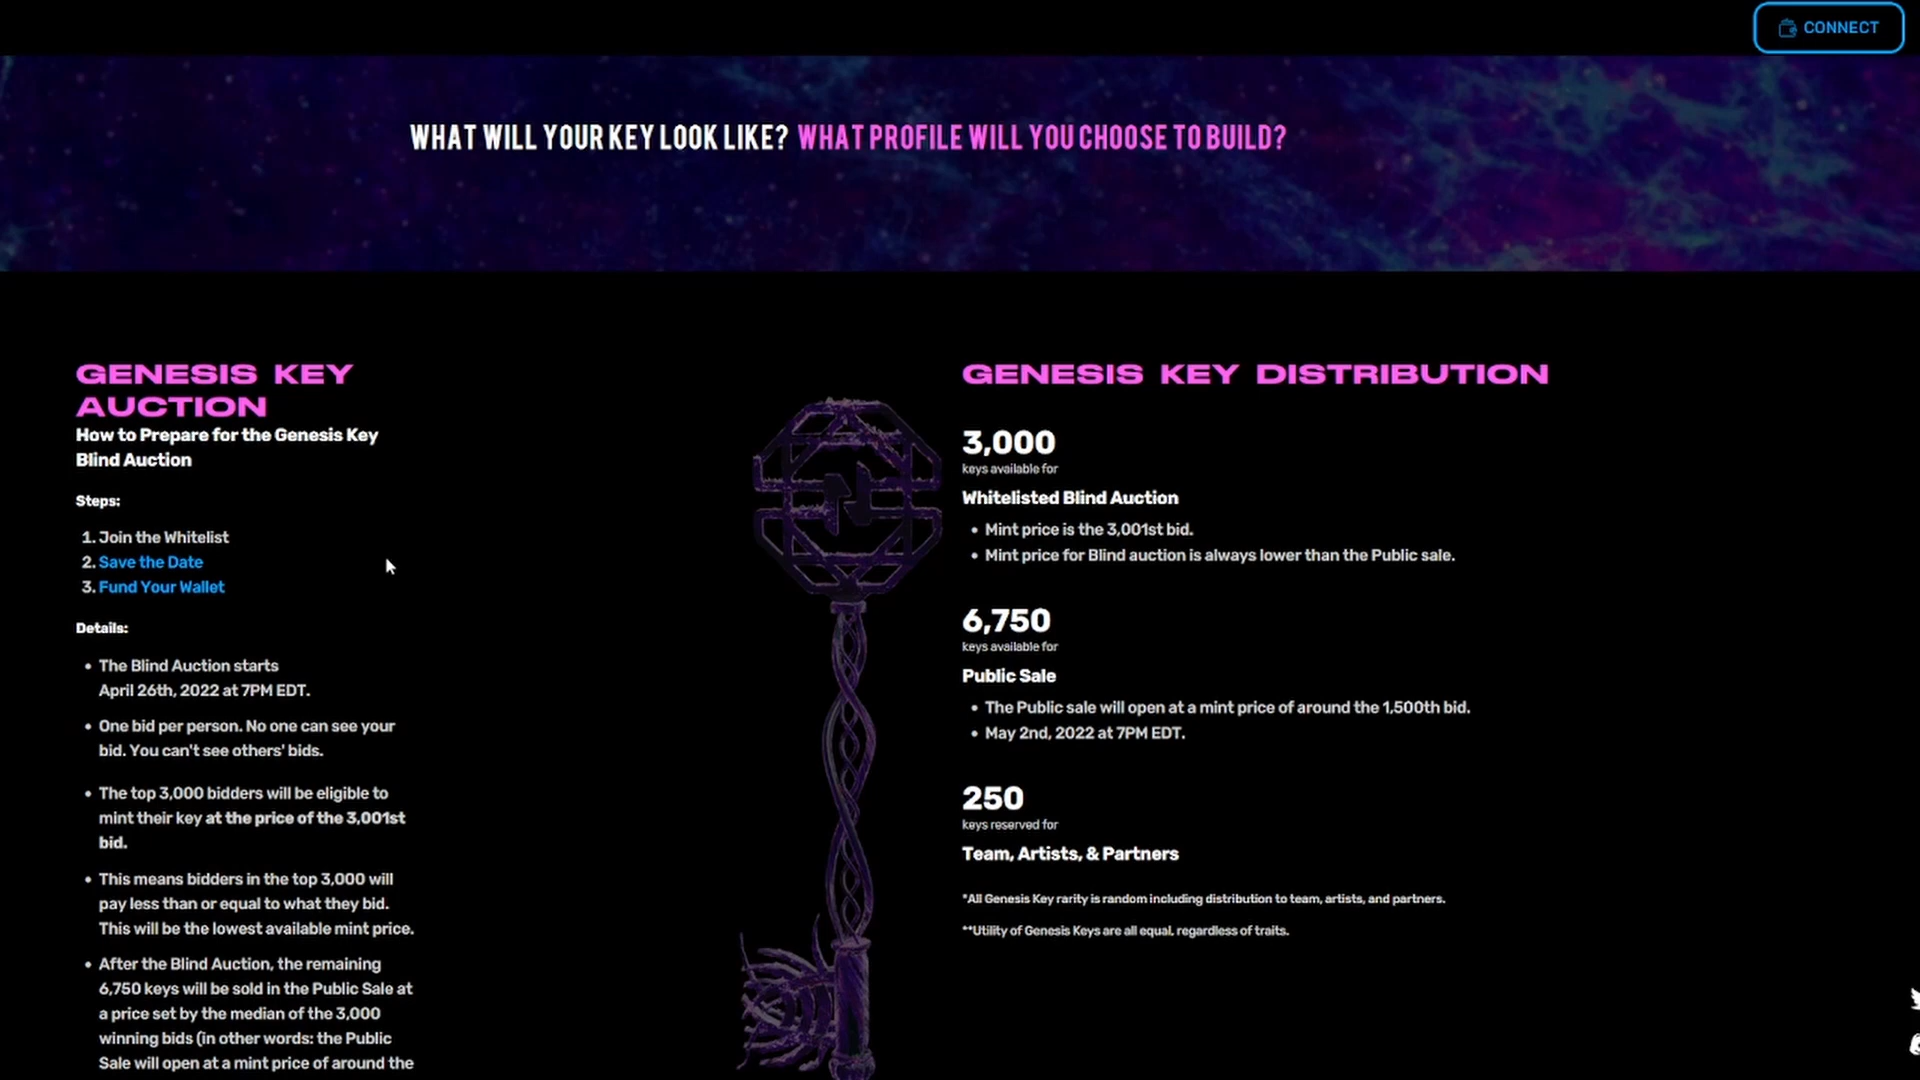 CONNECT
WHAT WILL YOUR KEY LOOK LIKE? WHAT PROFILE WILL YOU CHOOSE TO BUILD?
GENESIS KEY
AUCTION
How to Prepare for the Genesis Key
Blind Auction
Steps:
1. Join the Whitelist
2. Save the Date
3. Fund Your Wallet
Details:
• The Blind Auction starts
April 26th, 2022 at 7PM EDT.
• One bid per person. No one can see your
bid. You can't see others' bids.
• The top 3,000 bidders will be eligible to
mint their key at the price of the 3,001st
bid.
• This means bidders in the top 3,000 will
pay less than or equal to what they bid.
This will be the lowest available mint price.
• After the Blind Auction, the remaining
6,750 keys will be sold in the Public Sale at
a price set by the median of the 3,000
winning bids (in other words: the Public
Sale will open at a mint price of around the
GENESIS KEY DISTRIBUTION
3,000
keys available for
Whitelisted Blind Auction
• Mint price is the 3,001st bid.
• Mint price for Blind auction is always lower than the Public sale.
6,750
keys available for
Public Sale
• The Public sale will open at a mint price of around the 1,500th bid.
• May 2nd, 2022 at 7PM EDT.
250
keys reserved for
Team, Artists, & Partners
*All Genesis Key rarity is random including distribution to team, artists, and partners.
**Utility of Genesis Keys are all equal, regardless of traits.